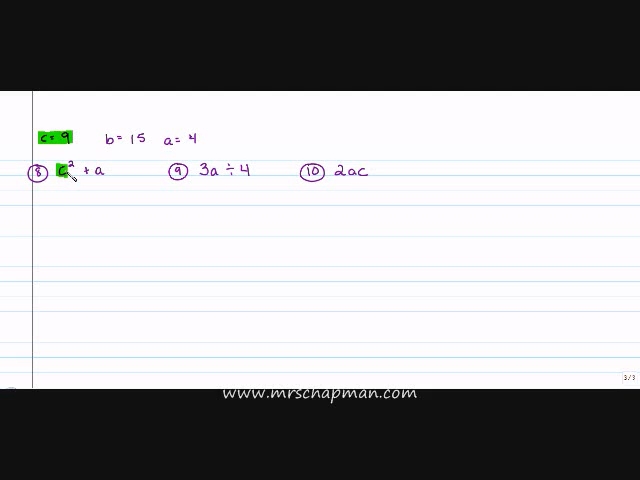 c = 9 b = 15 a = 4
⑧ c² + a ⑨ 3a ÷ 4 ⑩ 2ac
3/3
www.mrschapman.com